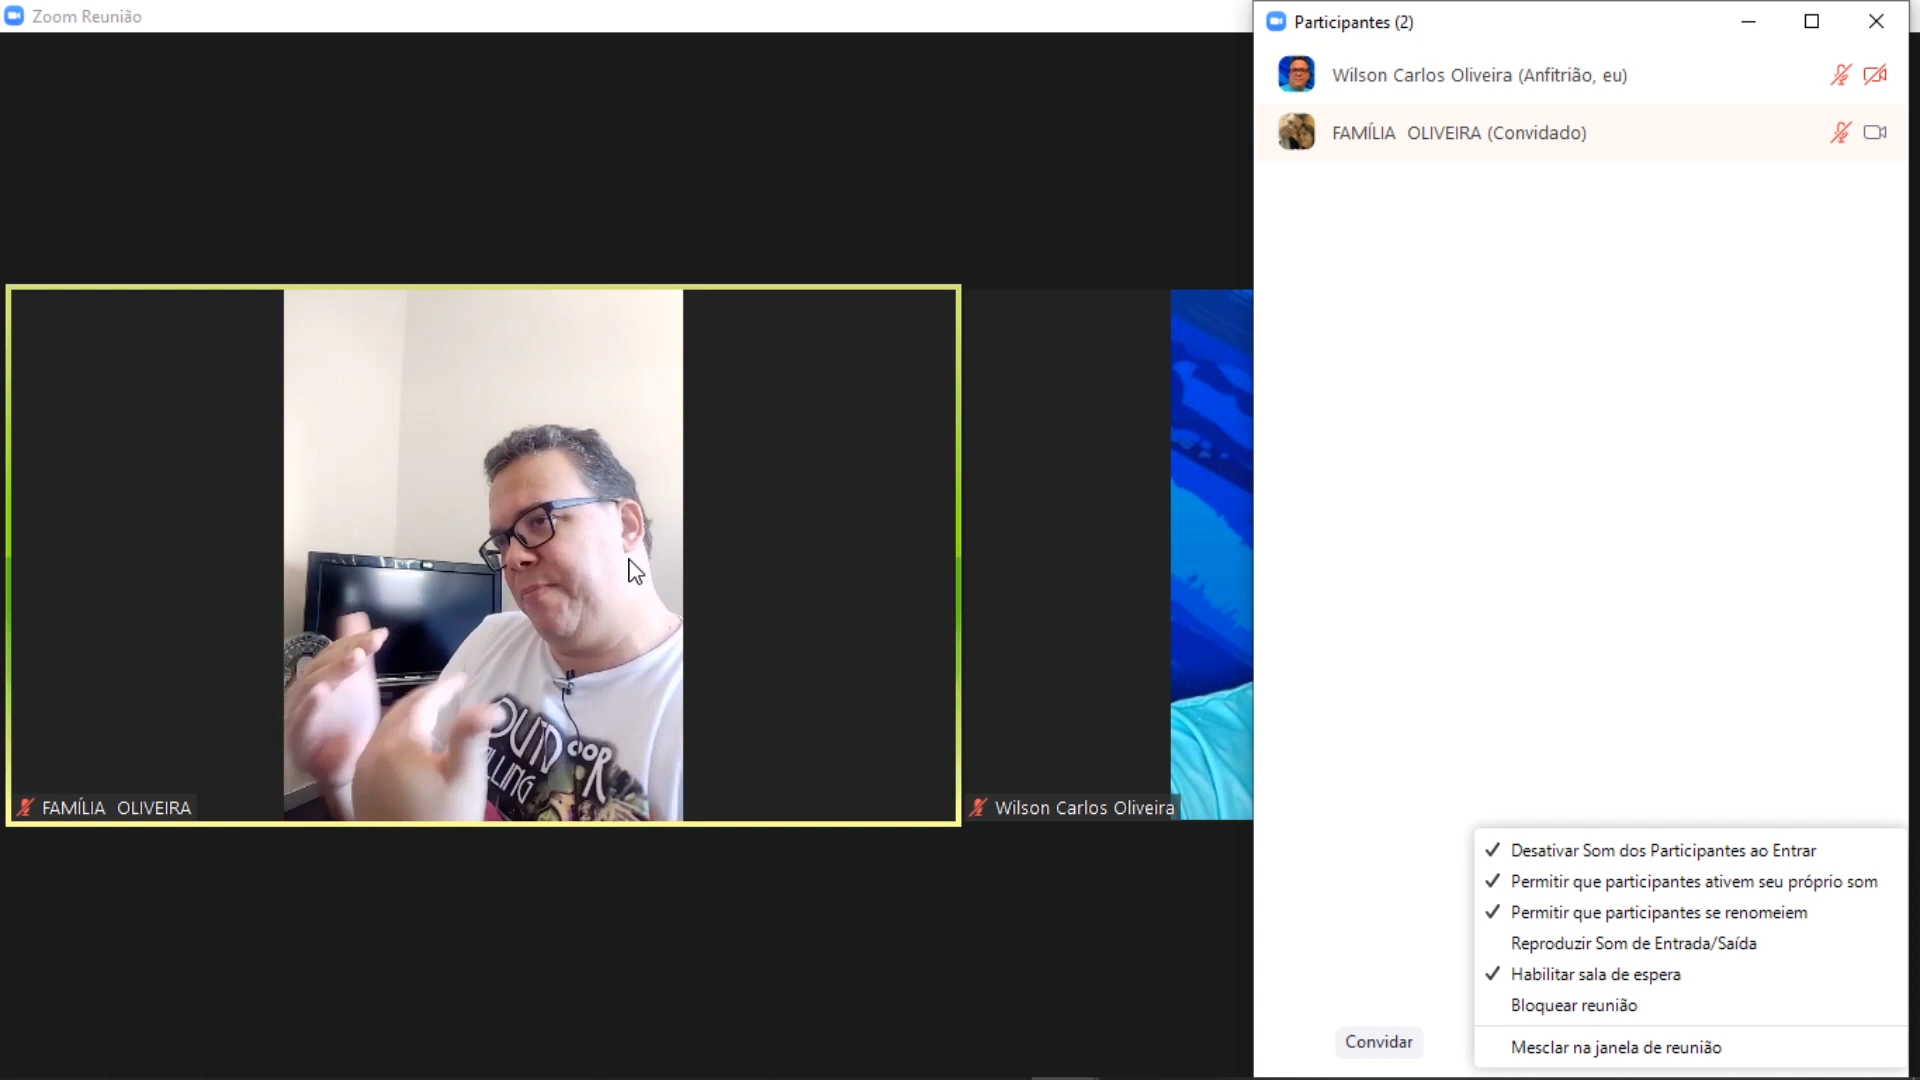 Zoom Reunião
Participantes (2)
Wilson Carlos Oliveira (Anfitrião, eu)
FAMÍLIA OLIVEIRA (Convidado)
OUTDOOR
FAMÍLIA OLIVEIRA
Wilson Carlos Oliveira
Desativar Som dos Participantes ao Entrar
Permitir que participantes ativem seu próprio som
Permitir que participantes se renomeiem
Reproduzir Som de Entrada/Saída
Habilitar sala de espera
Bloquear reunião
Convidar
Mesclar na janela de reunião